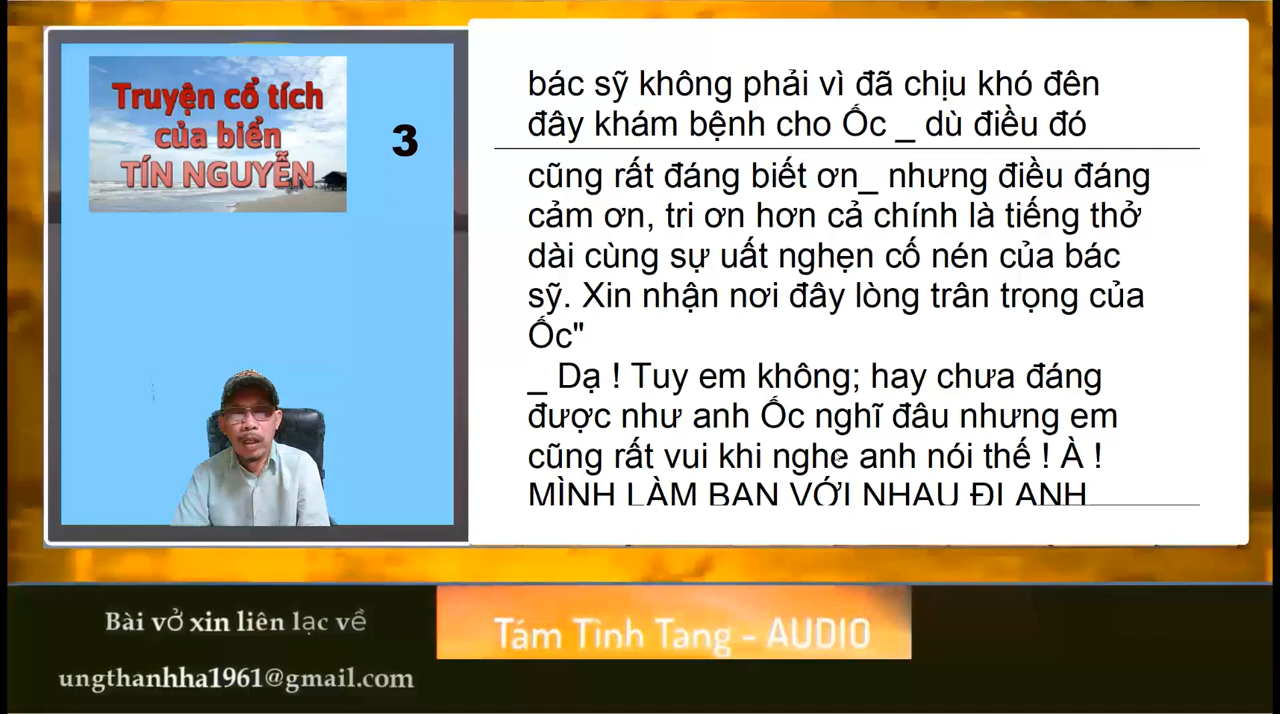 Truyện cổ tích
của biển
TÍN NGUYỄN
3
bác sỹ không phải vì đã chịu khó đên
đây khám bệnh cho Ốc _ dù điều đó
cũng rất đáng biết ơn_ nhưng điều đáng
cảm ơn, tri ơn hơn cả chính là tiếng thở
dài cùng sự uất nghẹn cố nén của bác
sỹ. Xin nhận nơi đây lòng trân trọng của
Ốc"
_ Dạ ! Tuy em không; hay chưa đáng
được như anh Ốc nghĩ đâu nhưng em
cũng rất vui khi nghe anh nói thế ! À !
MÌNH LÀM BẠN VỚI NHAU ĐI ANH
Bài vở xin liên lạc về
ungthanhha1961@gmail.com
Tám Tình Tang - AUDIO